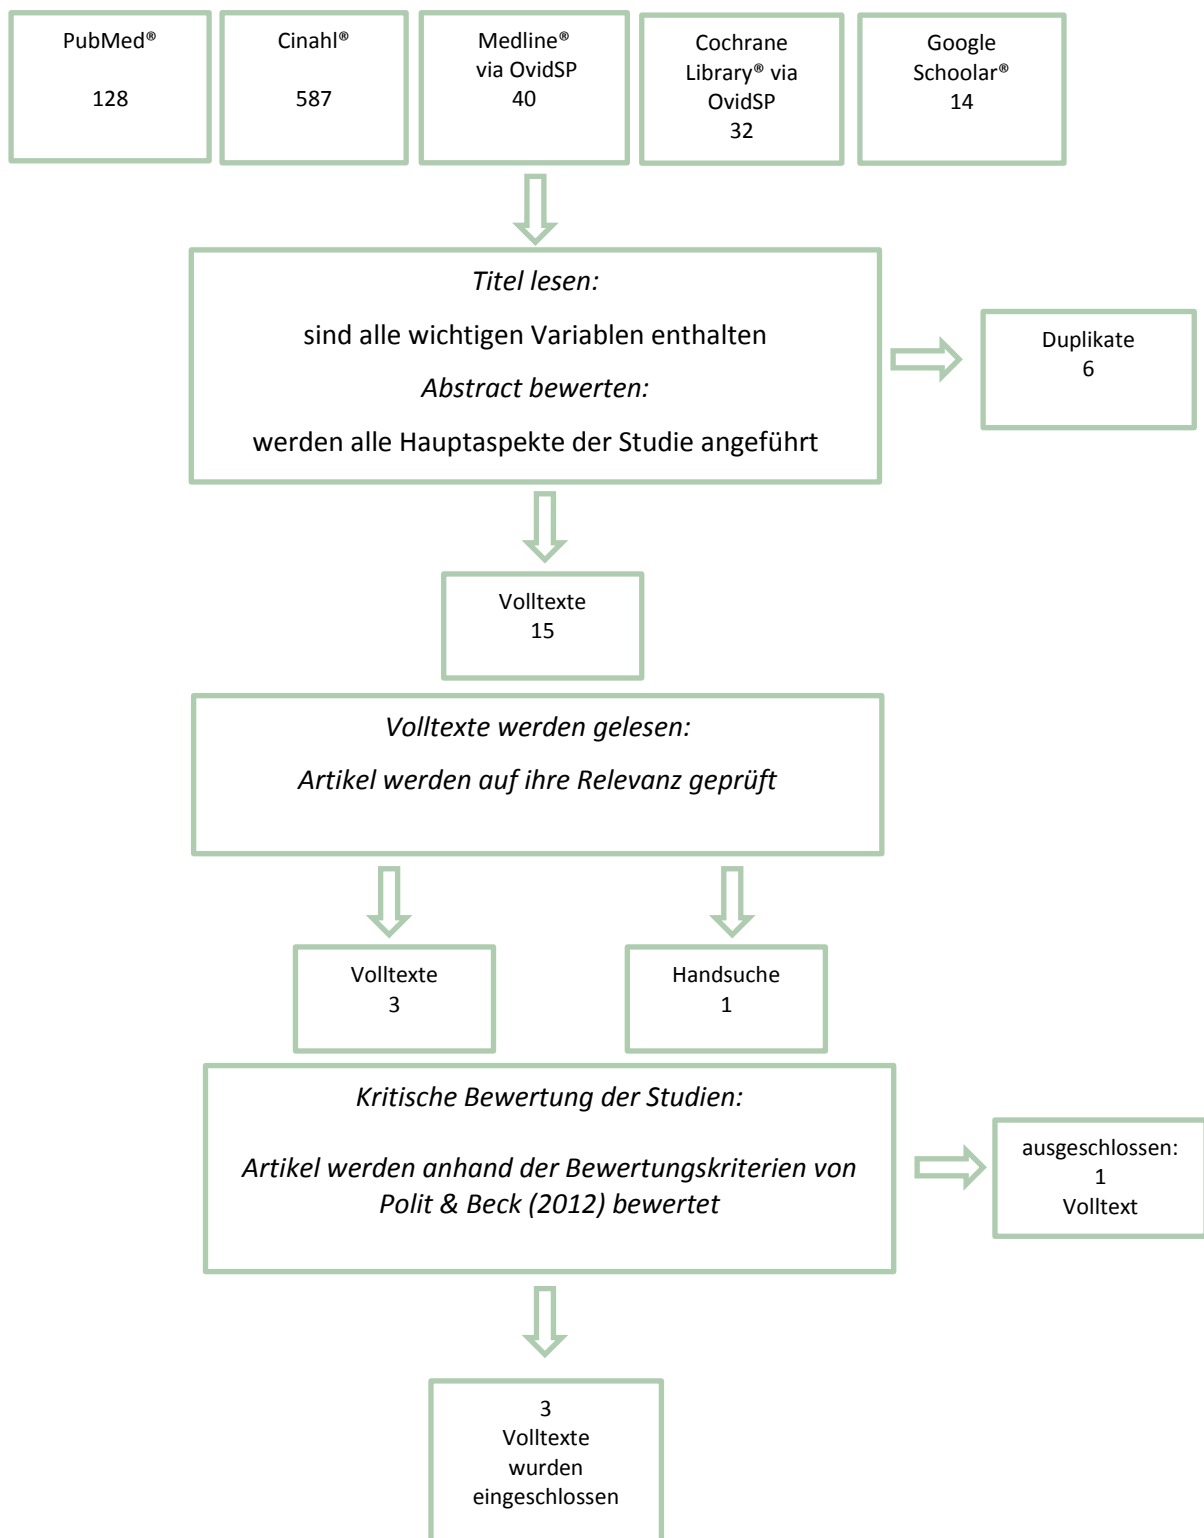 PubMed®
128
Cinahl®
587
Medline®
via OvidSP
40
Cochrane
Library® via
OvidSP
32
Google
Schoolar®
14
Titel lesen:
sind alle wichtigen Variablen enthalten
Abstract bewerten:
werden alle Hauptaspekte der Studie angeführt
Duplikate
6
Volltexte
15
Volltexte werden gelesen:
Artikel werden auf ihre Relevanz geprüft
Volltexte
3
Handsuche
1
Kritische Bewertung der Studien:
Artikel werden anhand der Bewertungskriterien von
Polit & Beck (2012) bewertet
ausgeschlossen:
1
Volltext
3
Volltexte
wurden
eingeschlossen